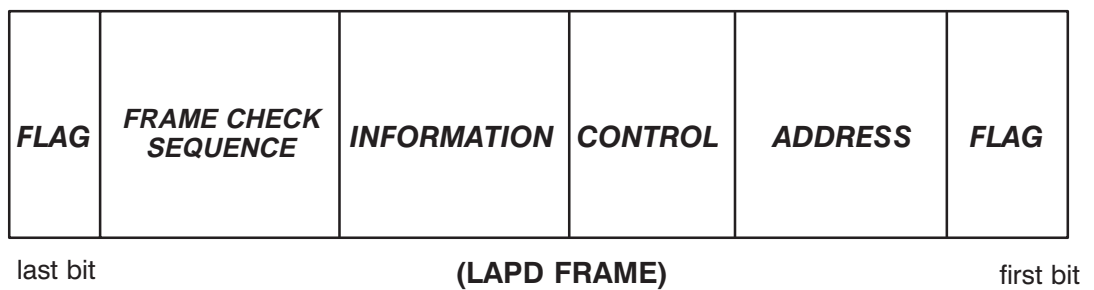 FLAG
FRAME CHECK
SEQUENCE
INFORMATION
CONTROL
ADDRESS
FLAG
last bit
(LAPD FRAME)
first bit